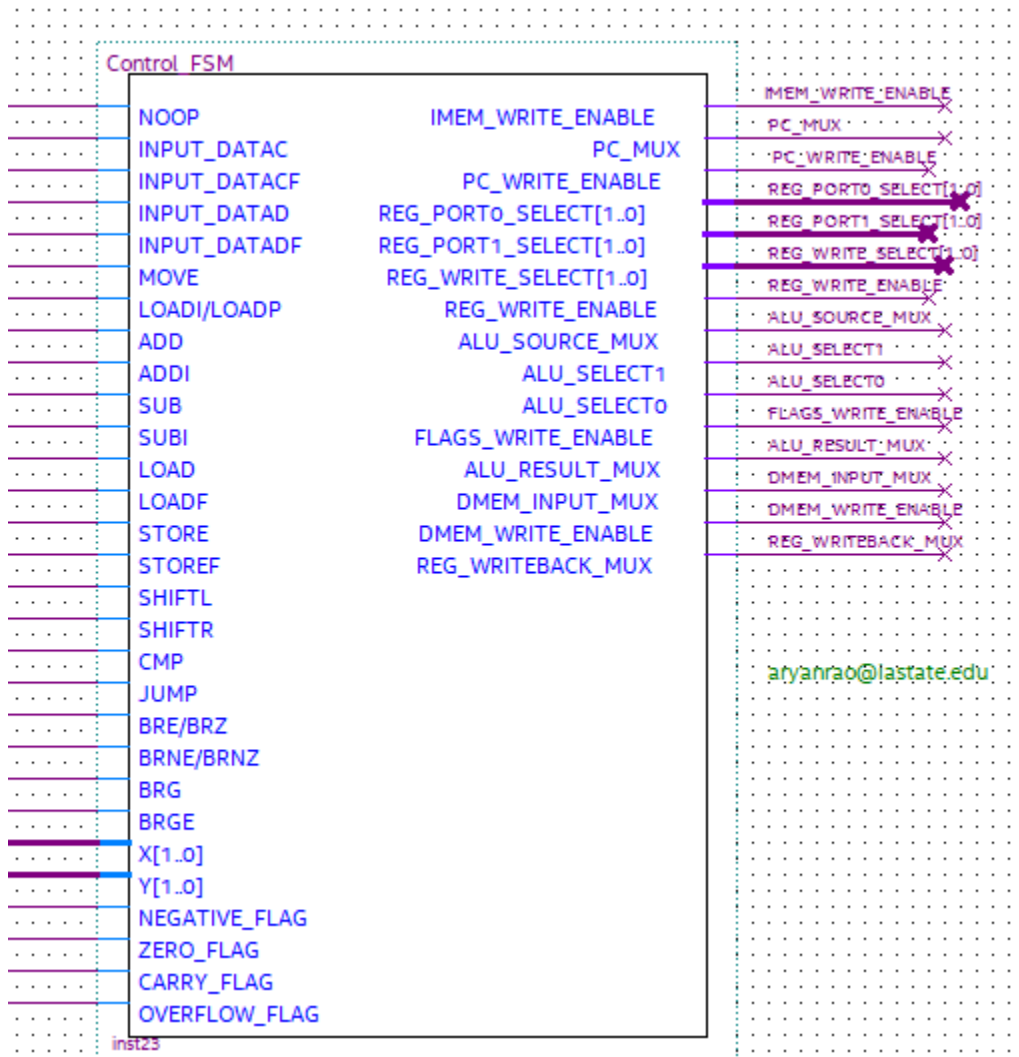 Control_FSM
NOOP
INPUT_DATAC
INPUT_DATACF
INPUT_DATAD
INPUT_DATADF
MOVE
LOADI/LOADP
ADD
ADDI
SUB
SUBI
LOAD
LOADF
STORE
STOREF
SHIFTL
SHIFTR
CMP
JUMP
BRE/BRZ
BRNE/BRNZ
BRG
BRGE
X[1..0]
Y[1..0]
NEGATIVE_FLAG
ZERO_FLAG
CARRY_FLAG
OVERFLOW_FLAG
inst23
IMEM_WRITE_ENABLE
PC_MUX
PC_WRITE_ENABLE
REG_PORT0_SELECT[1..0]
REG_PORT1_SELECT[1..0]
REG_WRITE_SELECT[1..0]
REG_WRITE_ENABLE
ALU_SOURCE_MUX
ALU_SELECT1
ALU_SELECT0
FLAGS_WRITE_ENABLE
ALU_RESULT_MUX
DMEM_INPUT_MUX
DMEM_WRITE_ENABLE
REG_WRITEBACK_MUX
IMEM_WRITE_ENABLE
PC_MUX
PC_WRITE_ENABLE
REG_PORT0_SELECT[1..0]
REG_PORT1_SELECT[1..0]
REG_WRITE_SELECT[1..0]
REG_WRITE_ENABLE
ALU_SOURCE_MUX
ALU_SELECT1
ALU_SELECT0
FLAGS_WRITE_ENABLE
ALU_RESULT_MUX
DMEM_INPUT_MUX
DMEM_WRITE_ENABLE
REG_WRITEBACK_MUX
aryanrao@iastate.edu